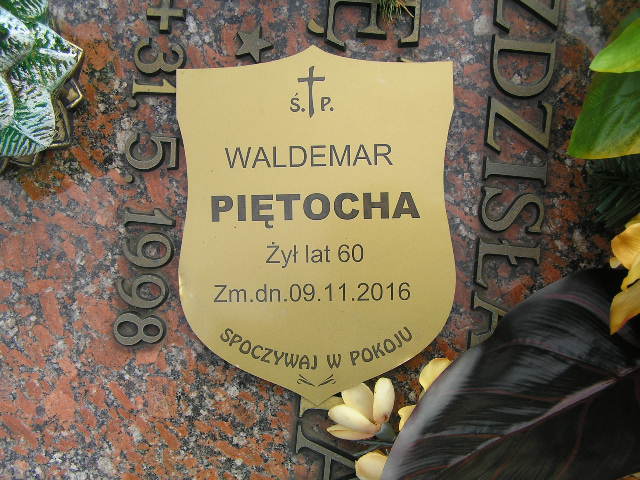 Ś. P.
WALDEMAR
PIĘTOCHA
Żył lat 60
Zm.dn.09.11.2016
SPOCZYWAJ W POKOJU
+31.5.1998